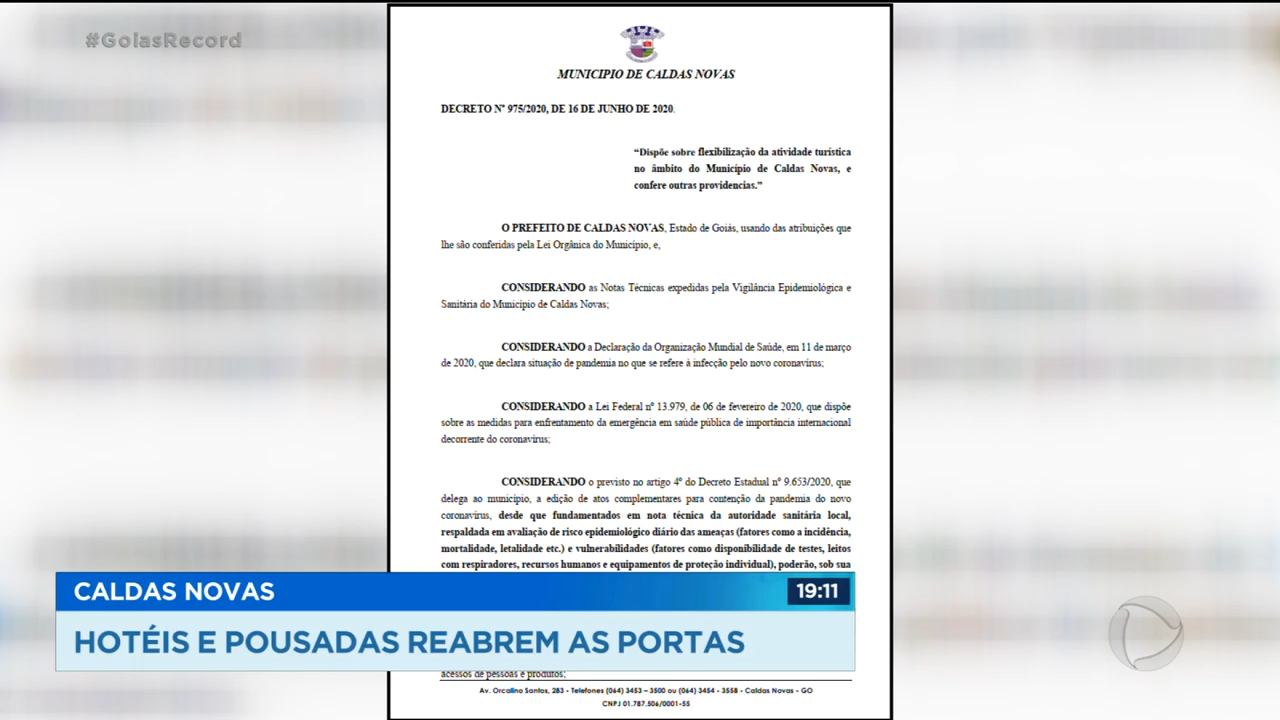 #GoiasRecord
MUNICIPIO DE CALDAS NOVAS
DECRETO Nº 975/2020, DE 16 DE JUNHO DE 2020.
“Dispõe sobre flexibilização da atividade turística
no âmbito do Município de Caldas Novas, e
confere outras providencias.”
O PREFEITO DE CALDAS NOVAS, Estado de Goiás, usando das atribuições que
lhe são conferidas pela Lei Orgânica do Município, e,
CONSIDERANDO as Notas Técnicas expedidas pela Vigilância Epidemiológica e
Sanitária do Município de Caldas Novas;
CONSIDERANDO a Declaração da Organização Mundial de Saúde, em 11 de março
de 2020, que declara situação de pandemia no que se refere à infecção pelo novo coronavírus;
CONSIDERANDO a Lei Federal nº 13.979, de 06 de fevereiro de 2020, que dispõe
sobre as medidas para enfrentamento da emergência em saúde pública de importância internacional
decorrente do coronavírus;
CONSIDERANDO o previsto no artigo 4º do Decreto Estadual nº 9.653/2020, que
delega ao município, a edição de atos complementares para contenção da pandemia do novo
coronavírus, desde que fundamentados em nota técnica da autoridade sanitária local,
respaldada em avaliação de risco epidemiológico diário das ameaças (fatores como a incidência,
mortalidade, letalidade etc.) e vulnerabilidades (fatores como disponibilidade de testes, leitos
com respiradores, recursos humanos e equipamentos de proteção individual), poderão, sob sua
CALDAS NOVAS
19:11
HOTÉIS E POUSADAS REABREM AS PORTAS
acessos de pessoas e produtos;
Av. Orcalino Santos, 283 • Telefones (064) 3453 – 3500 ou (064) 3454 • 3558 • Caldas Novas - GO
CNPJ 01.787.506/0001-55